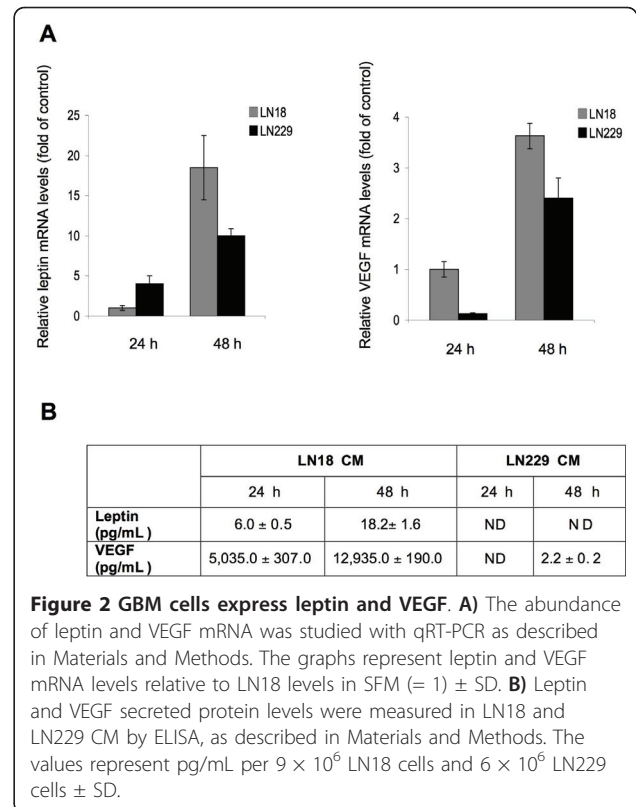 A
Relative leptin mRNA levels (fold of control)
25
20
15
10
5
0
LN18
LN229
24 h
48 h
Relative VEGF mRNA levels (fold of control)
4
3
2
1
0
LN18
LN229
24 h
48 h
B
LN18 CM LN229 CM
24 h 48 h 24 h 48 h
Leptin (pg/mL) 6.0 ± 0.5 18.2± 1.6 ND N D
VEGF (pg/mL) 5,035.0 ± 307.0 12,935.0 ± 190.0 ND 2.2 ± 0. 2
Figure 2 GBM cells express leptin and VEGF. A) The abundance
of leptin and VEGF mRNA was studied with qRT-PCR as described
in Materials and Methods. The graphs represent leptin and VEGF
mRNA levels relative to LN18 levels in SFM (= 1) ± SD. B) Leptin
and VEGF secreted protein levels were measured in LN18 and
LN229 CM by ELISA, as described in Materials and Methods. The
values represent pg/mL per 9 × 10⁶ LN18 cells and 6 × 10⁶ LN229
cells ± SD.